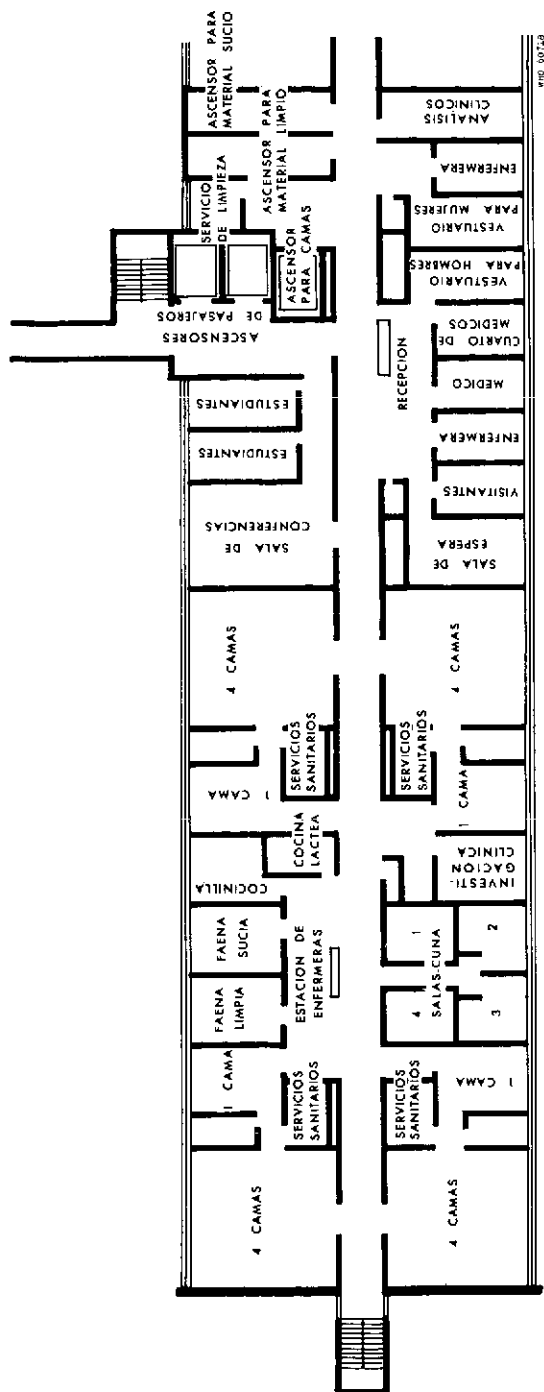 ASCENSOR PARA
MATERIAL SUCIO
SERVICIO
DE LIMPIEZA
ASCENSOR PARA
MATERIAL LIMPIO
ASCENSORES
DE PASAJEROS
ASCENSOR
PARA CAMAS
ESTUDIANTES
ESTUDIANTES
SALA DE
CONFERENCIAS
4 CAMAS
SERVICIOS
SANITARIOS
1 CAMA
COCINA
LACTEA
COCINILLA
FAENA
SUCIA
ESTACION DE
ENFERMERAS
FAENA
LIMPIA
1 CAMA
SERVICIOS
SANITARIOS
4 CAMAS
ANALISIS
CLINICOS
ENFERMERA
VESTUARIO
PARA MUJERES
VESTUARIO
PARA HOMBRES
CUARTO DE
MEDICOS
RECEPCION
MEDICO
ENFERMERA
VISITANTES
SALA DE
ESPERA
4 CAMAS
SERVICIOS
SANITARIOS
1 CAMA
INVESTI-
GACION
CLINICA
1
2
SALAS-CUNA
4
3
1 CAMA
SERVICIOS
SANITARIOS
4 CAMAS
WHO 60728